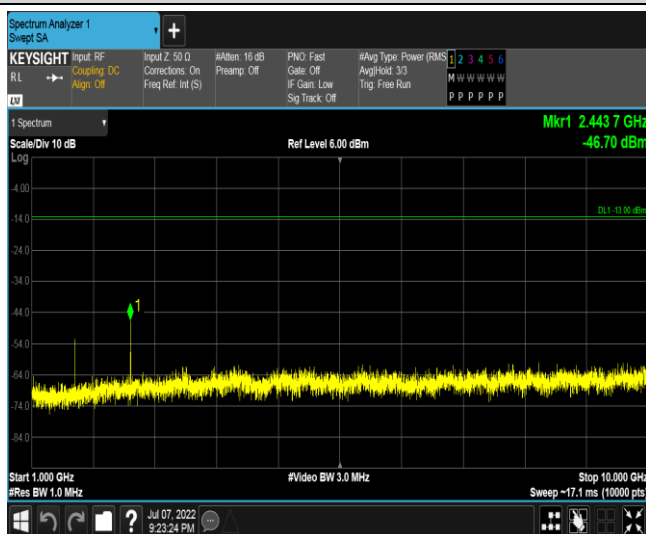 Spectrum Analyzer 1
Swept SA
+
KEYSIGHT
RL
LXI
Input: RF
Coupling: DC
Align: Off
Input Z: 50 Ω
Corrections: On
Freq Ref: Int (S)
#Atten: 16 dB
Preamp: Off
PNO: Fast
Gate: Off
IF Gain: Low
Sig Track: Off
#Avg Type: Power (RMS
Avg|Hold: 3/3
Trig: Free Run
1 2 3 4 5 6
M W W W W W
P P P P P P
1 Spectrum
Scale/Div 10 dB
Log
Ref Level 6.00 dBm
Mkr1 2.443 7 GHz
-46.70 dBm
DL1 -13.00 dBm
-4.00
-14.0
-24.0
-34.0
-44.0
-54.0
-64.0
-74.0
-84.0
1
Start 1.000 GHz
#Res BW 1.0 MHz
#Video BW 3.0 MHz
Stop 10.000 GHz
Sweep ~17.1 ms (10000 pts)
?
Jul 07, 2022
9:23:24 PM